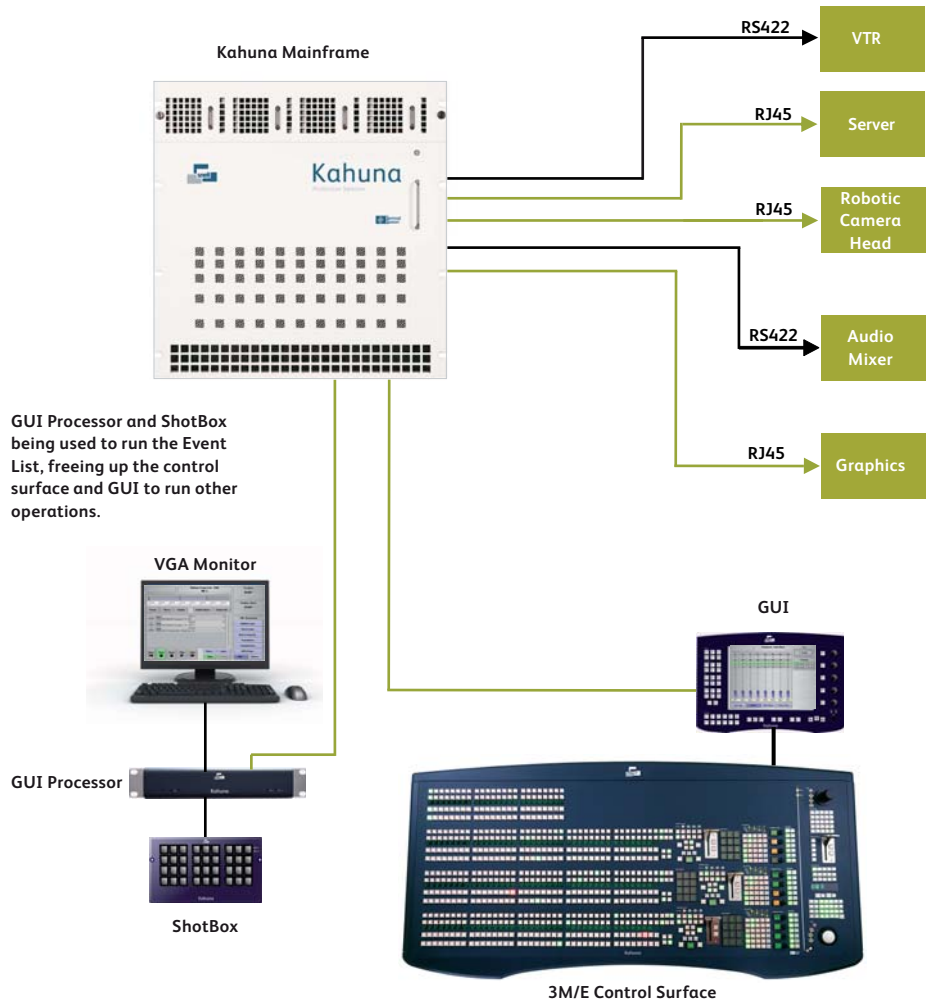 RS422
VTR
Kahuna Mainframe
RJ45
Server
Kahuna
RJ45
Robotic
Camera
Head
RS422
Audio
Mixer
GUI Processor and ShotBox
being used to run the Event
List, freeing up the control
surface and GUI to run other
operations.
RJ45
Graphics
VGA Monitor
GUI
GUI Processor
Kahuna
ShotBox
Kahuna
3M/E Control Surface